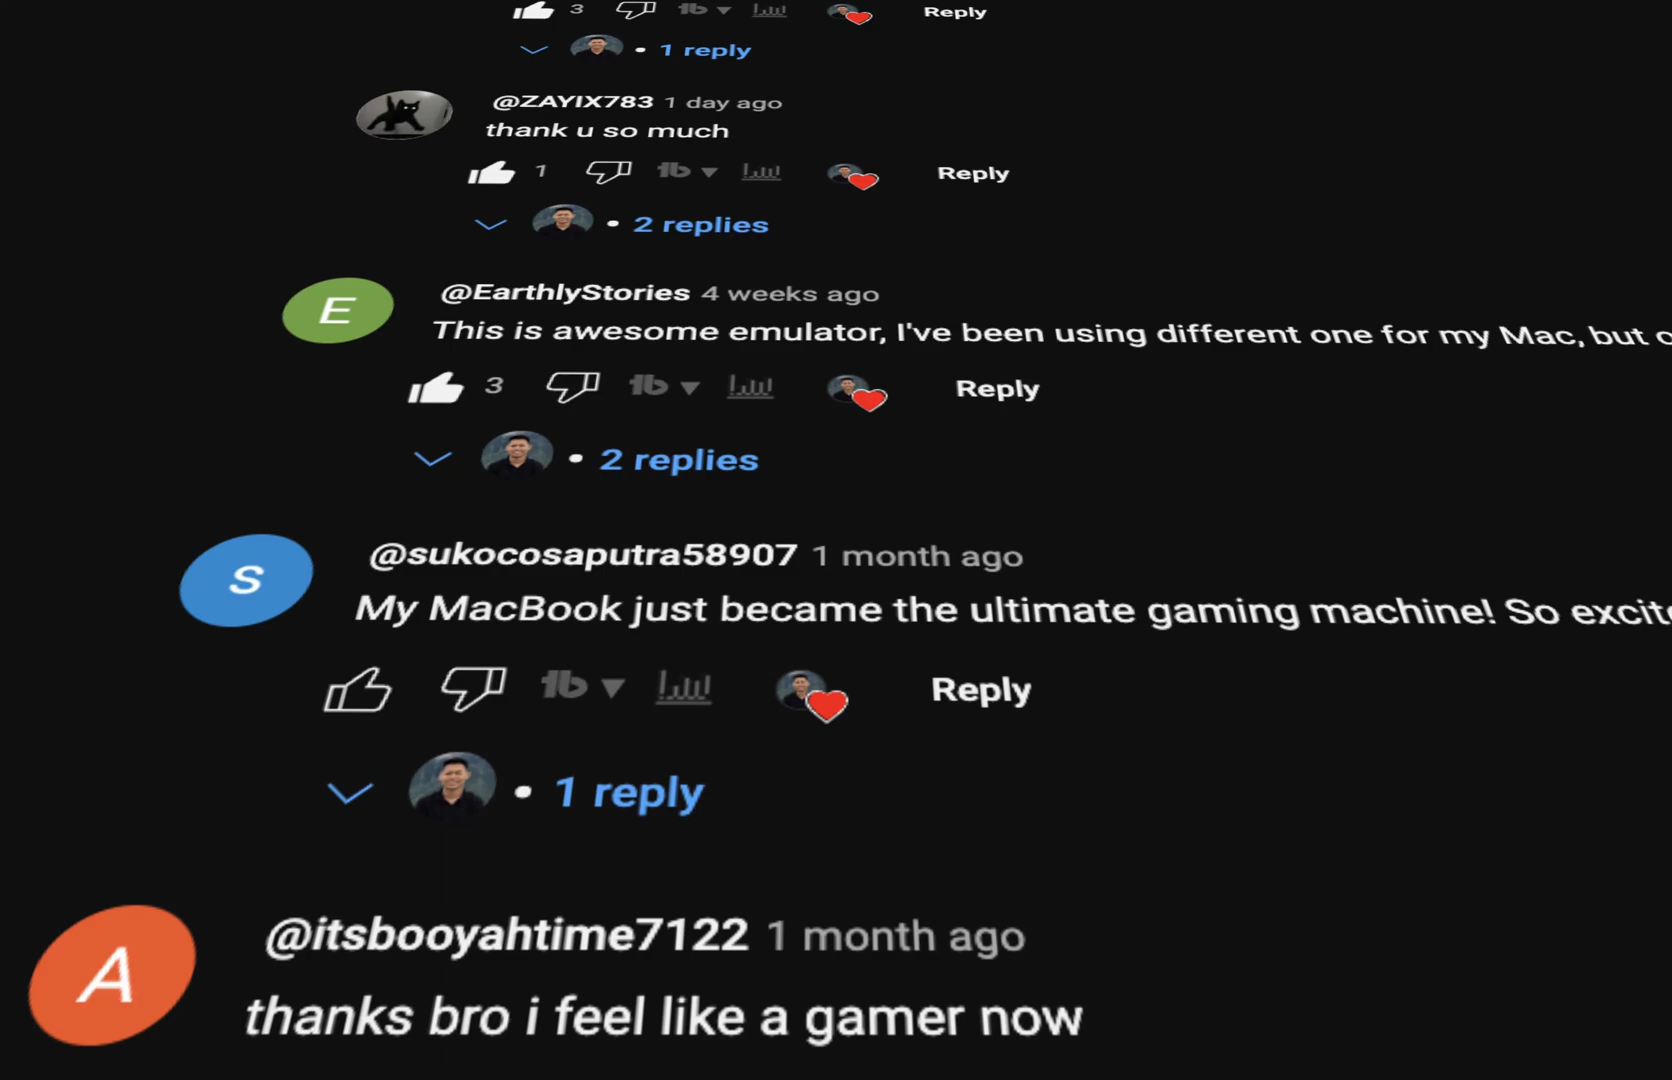 3 Reply
1 reply
@ZAYIX783 1 day ago
thank u so much
1 Reply
2 replies
E
@EarthlyStories 4 weeks ago
This is awesome emulator, I've been using different one for my Mac, but
3 Reply
2 replies
S
@sukocosaputra58907 1 month ago
My MacBook just became the ultimate gaming machine! So
Reply
1 reply
A
@itsbooyahtime7122 1 month ago
thanks bro i feel like a gamer now